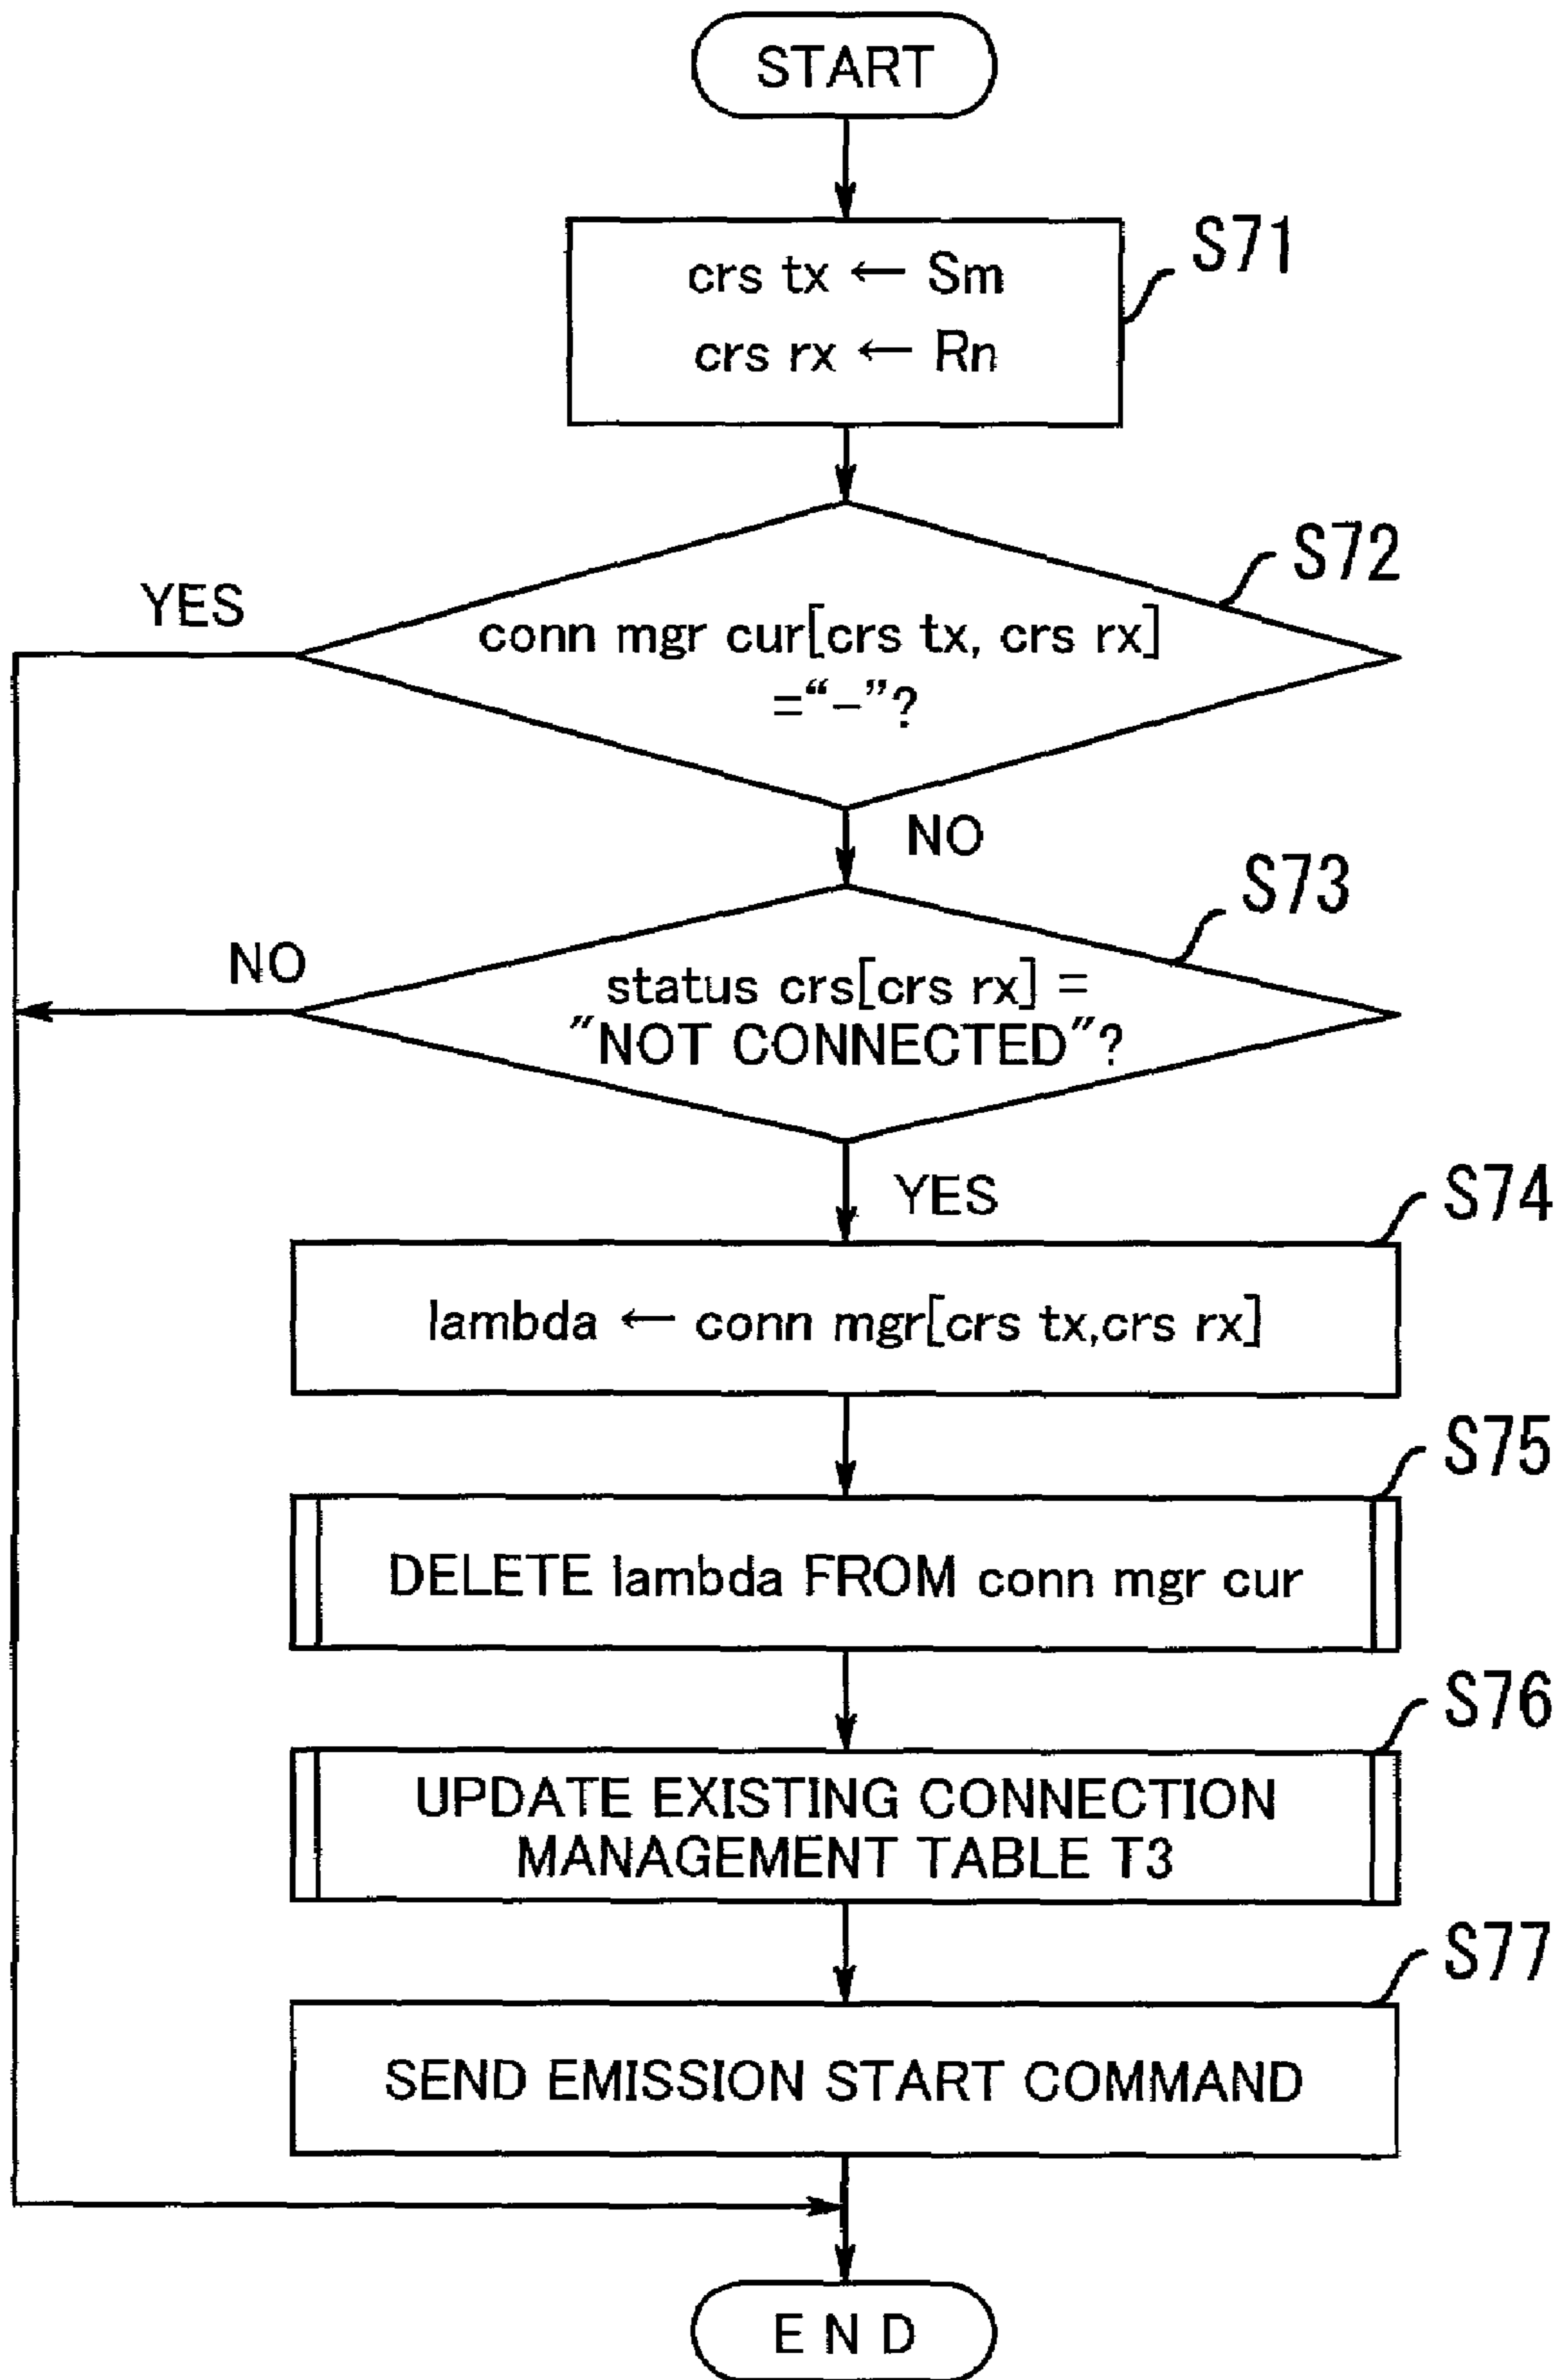 START
S71
crs tx ← Sm
crs rx ← Rn
S72
YES
conn mgr cur[crs tx, crs rx]
=“–”?
NO
S73
NO
status crs[crs rx] =
"NOT CONNECTED"?
YES
S74
lambda ← conn mgr[crs tx,crs rx]
S75
DELETE lambda FROM conn mgr cur
S76
UPDATE EXISTING CONNECTION
MANAGEMENT TABLE T3
S77
SEND EMISSION START COMMAND
E N D